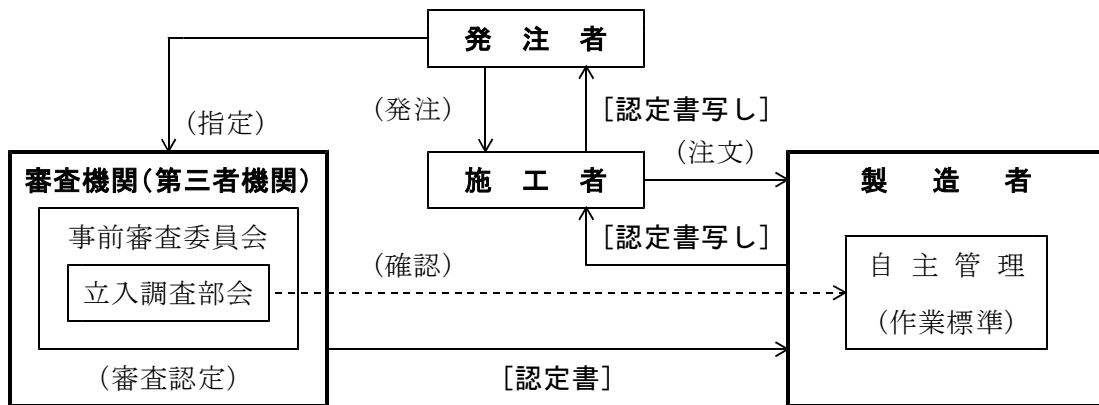 発 注 者
(指定)
(発注)
[認定書写し]
(注文)
審査機関(第三者機関)
事前審査委員会
立入調査部会
(審査認定)
施 工 者
[認定書写し]
(確認)
[認定書]
製 造 者
自 主 管 理
(作業標準)